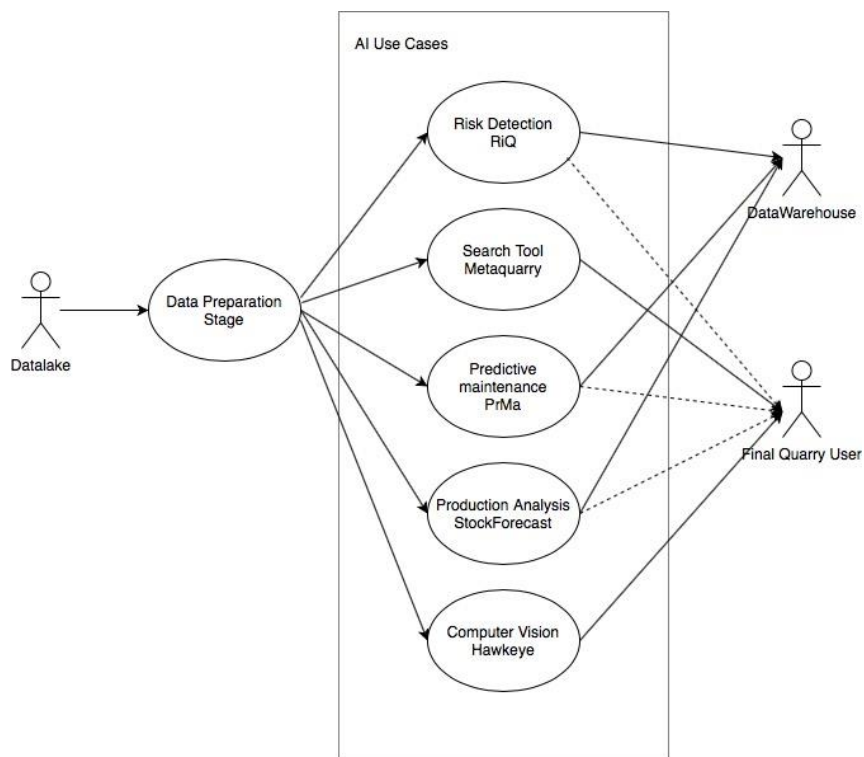 AI Use Cases
Risk Detection
RiQ
DataWarehouse
Search Tool
Metaquarry
Data Preparation
Stage
Datalake
Predictive
maintenance
PrMa
Final Quarry User
Production Analysis
StockForecast
Computer Vision
Hawkeye